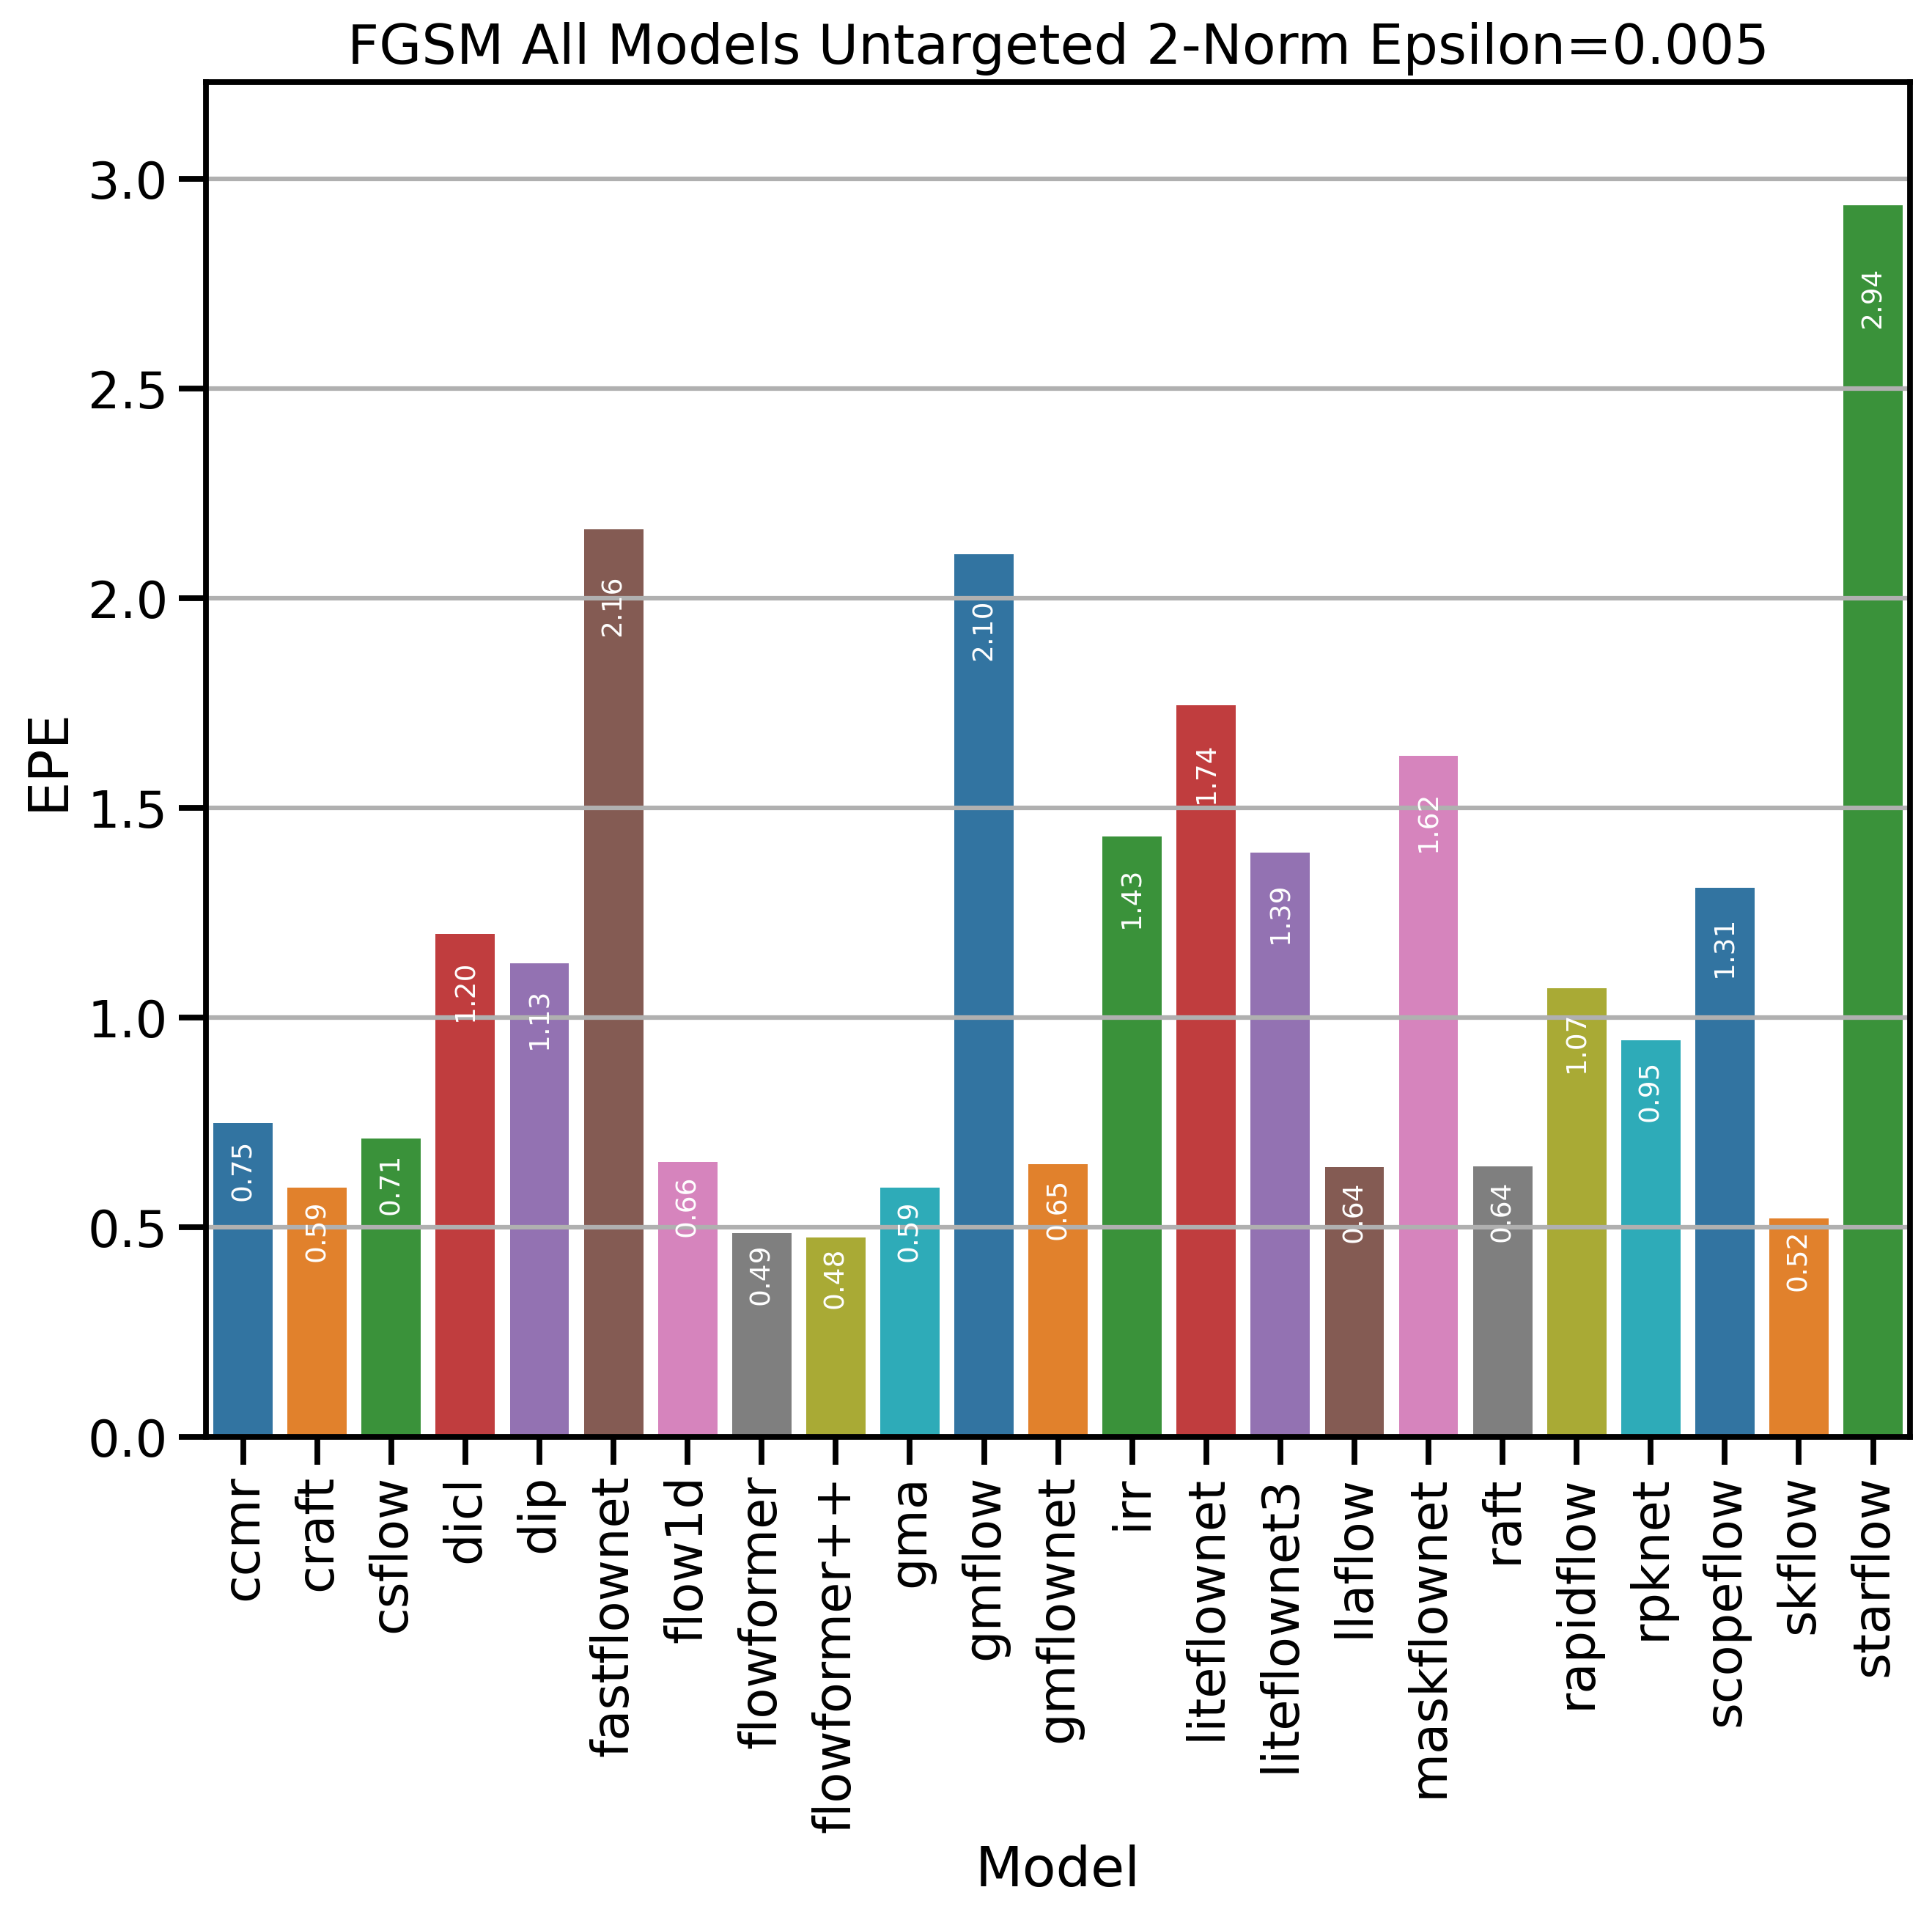 FGSM All Models Untargeted 2-Norm Epsilon=0.005
EPE
3.0
2.5
2.0
1.5
1.0
0.5
0.0
0.75
0.59
0.71
1.20
1.13
2.16
0.66
0.49
0.48
0.59
2.10
0.65
1.43
1.74
1.39
0.64
1.62
0.64
1.07
0.95
1.31
0.52
2.94
ccmr
craft
csflow
dicl
dip
fastflownet
flow1d
flowformer
flowformer++
gma
gmflow
gmflownet
irr
liteflownet
liteflownet3
llaflow
maskflownet
raft
rapidflow
rpknet
scopeflow
skflow
starflow
Model